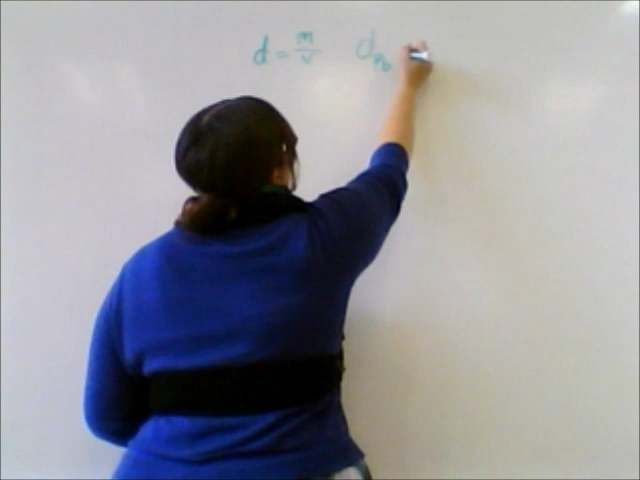 d = m/v d